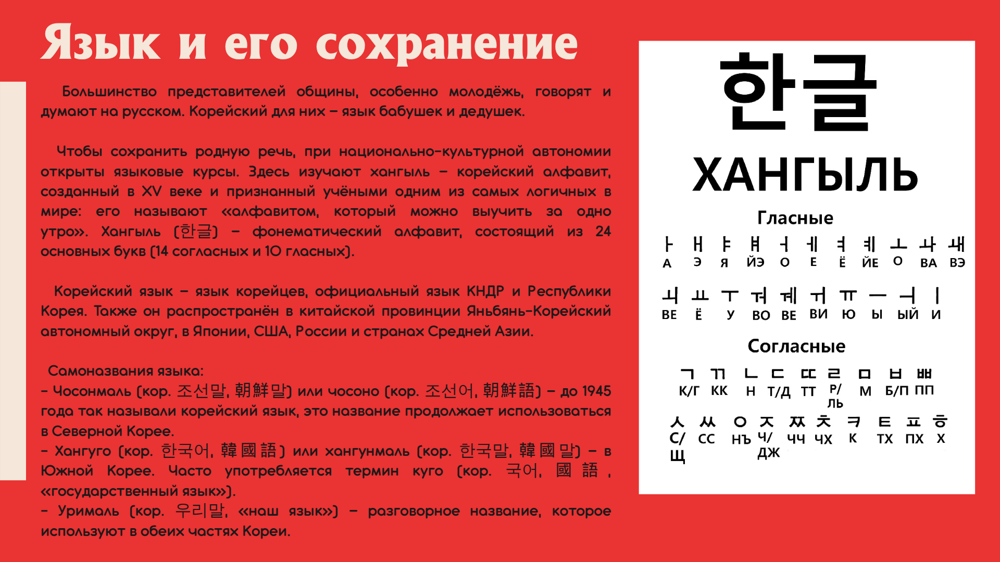 Язык и его сохранение
Большинство представителей общины, особенно молодёжь, говорят и
думают на русском. Корейский для них – язык бабушек и дедушек.
Чтобы сохранить родную речь, при национально-культурной автономии
открыты языковые курсы. Здесь изучают хангыль – корейский алфавит,
созданный в XV веке и признанный учёными одним из самых логичных в
мире: его называют «алфавитом, который можно выучить за одно
утро». Хангыль (한글) – фонематический алфавит, состоящий из 24
основных букв (14 согласных и 10 гласных).
Корейский язык – язык корейцев, официальный язык КНДР и Республики
Корея. Также он распространён в китайской провинции Яньбянь-Корейский
автономный округ, в Японии, США, России и странах Средней Азии.
Самоназвания языка:
- Чосонмаль (кор. 조선말, 朝鮮말) или чосоно (кор. 조선어, 朝鮮語) – до 1945
года так называли корейский язык, это название продолжает использоваться
в Северной Корее.
- Хангуго (кор. 한국어, 韓國語) или хангунмаль (кор. 한국말, 韓國말) – в
Южной Корее. Часто употребляется термин куго (кор. 국어, 國語,
«государственный язык»).
- Урималь (кор. 우리말, «наш язык») – разговорное название, которое
используют в обеих частях Кореи.
한글
ХАНГЫЛЬ
Гласные
ㅏ ㅐ ㅑ ㅒ ㅓ ㅔ ㅕ ㅖ ㅗ ㅘ ㅙ
А Э Я ЙЭ О Е Ё ЙЕ О ВА ВЭ
ㅚ ㅛ ㅜ ㅝ ㅞ ㅟ ㅠ ㅡ ㅢ ㅣ
ВЕ Ё У ВО ВЕ ВИ Ю Ы ЫЙ И
Согласные
ㄱ ㄲ ㄴ ㄷ ㄸ ㄹ ㅁ ㅂ ㅃ
К/Г КК Н Т/Д ТТ Р/ М Б/П ПП
ЛЬ
ㅅ ㅆ ㅇ ㅈ ㅉ ㅊ ㅋ ㅌ ㅍ ㅎ
С/ СС НЪ Ч/ ЧЧ ЧХ К ТХ ПХ Х
Щ ДЖ